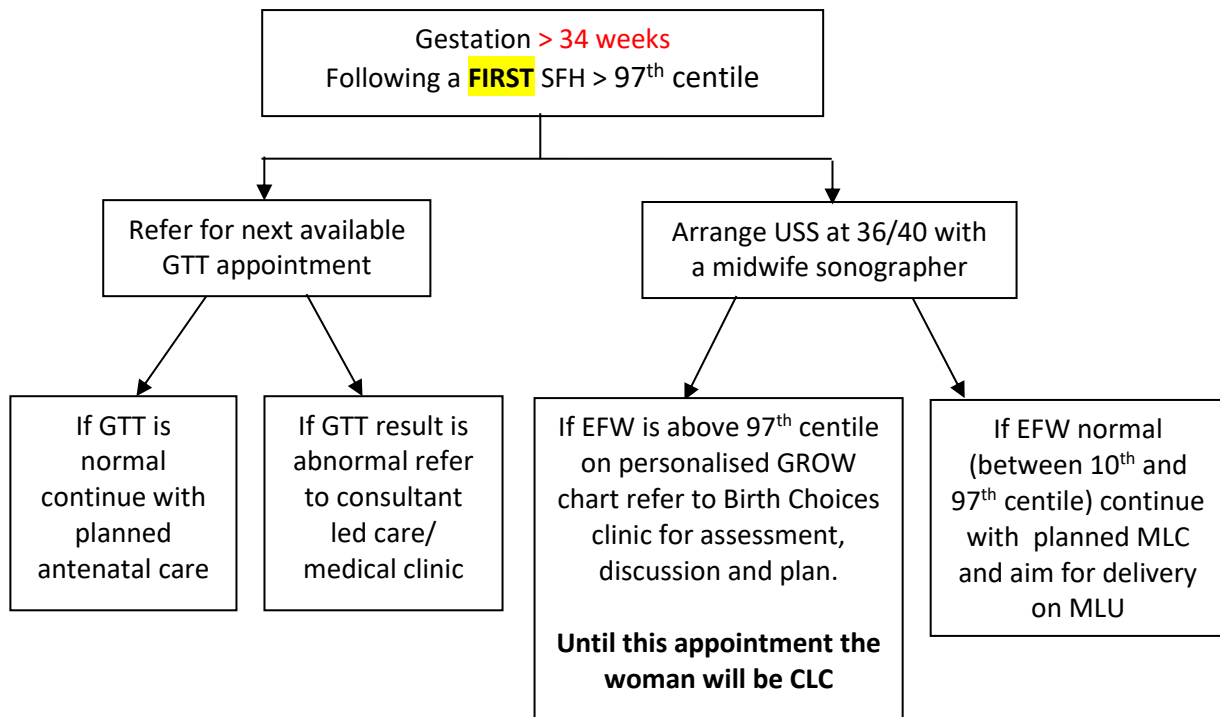 Gestation > 34 weeks
Following a FIRST SFH > 97th centile
Refer for next available
GTT appointment
Arrange USS at 36/40 with
a midwife sonographer
If GTT is
normal
continue with
planned
antenatal care
If GTT result is
abnormal refer
to consultant
led care/
medical clinic
If EFW is above 97th centile
on personalised GROW
chart refer to Birth Choices
clinic for assessment,
discussion and plan.
Until this appointment the
woman will be CLC
If EFW normal
(between 10th and
97th centile) continue
with planned MLC
and aim for delivery
on MLU